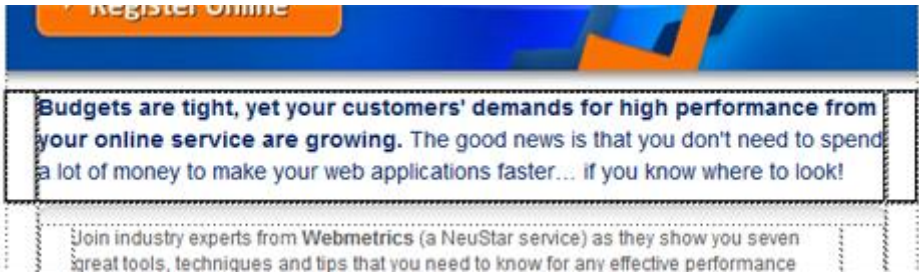 Register Online
Budgets are tight, yet your customers' demands for high performance from
your online service are growing. The good news is that you don't need to spend
a lot of money to make your web applications faster… if you know where to look!
Join industry experts from Webmetrics (a NeuStar service) as they show you seven
great tools, techniques and tips that you need to know for any effective performance